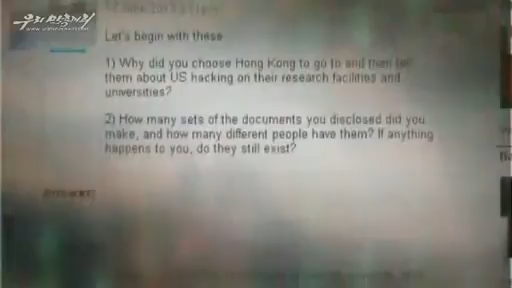 우리민족끼리
Let's begin with these
1) Why did you choose Hong Kong to go to and then tell
them about US hacking on their research facilities and
universities?
2) How many sets of the documents you disclosed did you
make, and how many different people have them? If anything
happens to you, do they still exist?